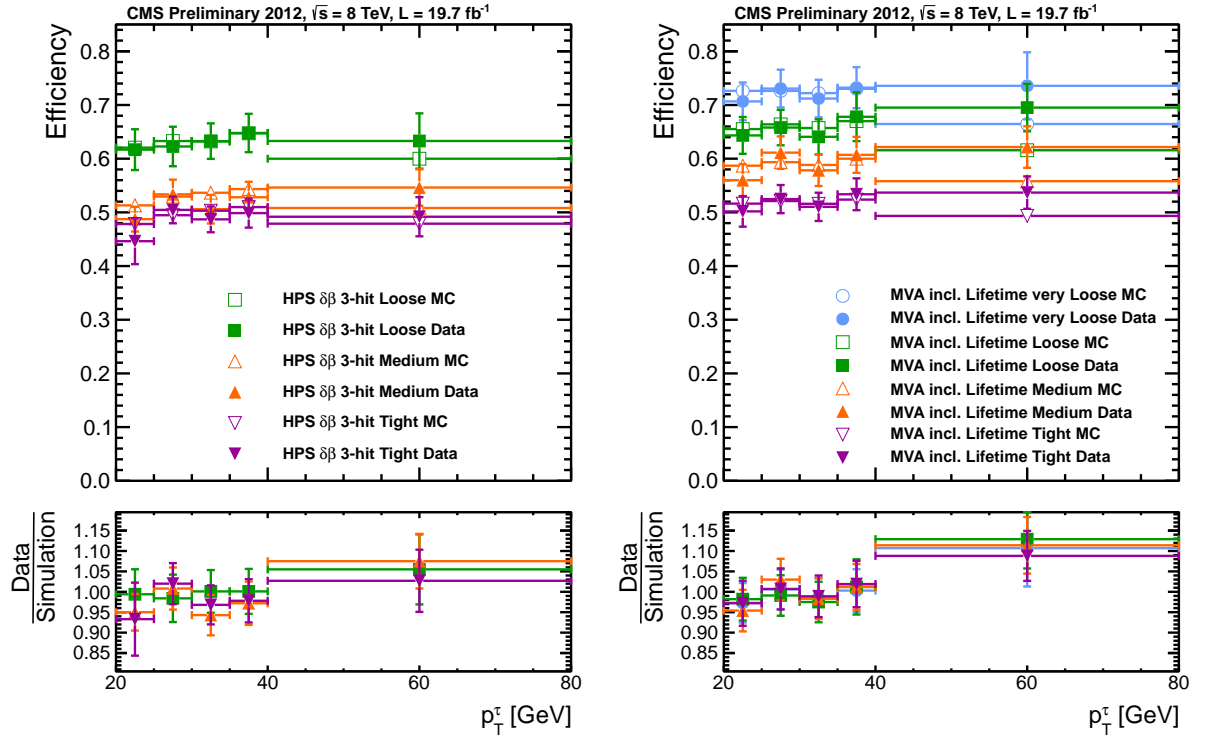 CMS Preliminary 2012, √s = 8 TeV, L = 19.7 fb⁻¹
Efficiency
0.8
0.7
0.6
0.5
0.4
0.3
0.2
0.1
0.0
HPS δβ 3-hit Loose MC
HPS δβ 3-hit Loose Data
HPS δβ 3-hit Medium MC
HPS δβ 3-hit Medium Data
HPS δβ 3-hit Tight MC
HPS δβ 3-hit Tight Data
Data
Simulation
1.15
1.10
1.05
1.00
0.95
0.90
0.85
20 40 60 80
p_T^τ [GeV]
CMS Preliminary 2012, √s = 8 TeV, L = 19.7 fb⁻¹
Efficiency
0.8
0.7
0.6
0.5
0.4
0.3
0.2
0.1
0.0
MVA incl. Lifetime very Loose MC
MVA incl. Lifetime very Loose Data
MVA incl. Lifetime Loose MC
MVA incl. Lifetime Loose Data
MVA incl. Lifetime Medium MC
MVA incl. Lifetime Medium Data
MVA incl. Lifetime Tight MC
MVA incl. Lifetime Tight Data
Data
Simulation
1.15
1.10
1.05
1.00
0.95
0.90
0.85
20 40 60 80
p_T^τ [GeV]